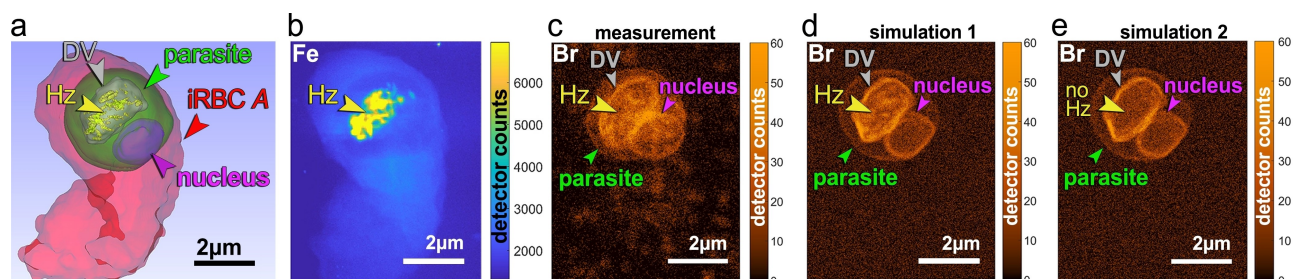 a
DV
parasite
Hz
iRBC A
nucleus
2μm
b
Fe
Hz
2μm
6000
5000
4000
3000
2000
detector counts
c
measurement
Br
DV
nucleus
Hz
parasite
2μm
60
50
40
30
20
10
0
detector counts
d
simulation 1
Br
DV
nucleus
Hz
parasite
2μm
60
50
40
30
20
10
0
detector counts
e
simulation 2
Br
DV
nucleus
no
Hz
parasite
2μm
60
50
40
30
20
10
0
detector counts